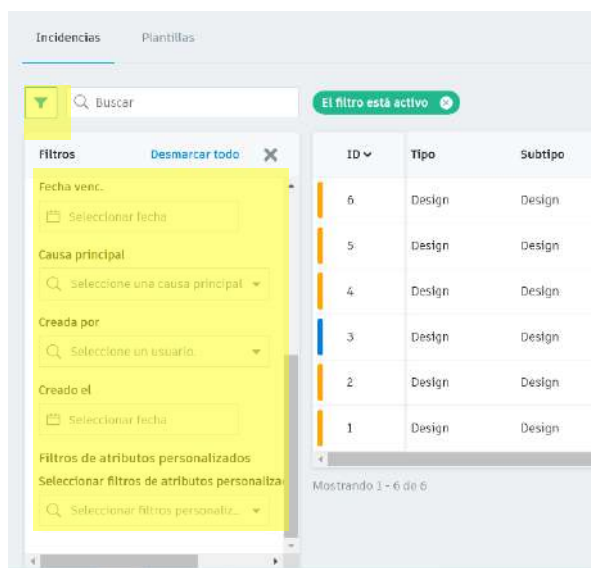 Incidencias Plantillas
Buscar El filtro está activo
Filtros Desmarcar todo ID Tipo Subtipo
Fecha venc.
6 Design Design
Seleccionar fecha
5 Design Design
Causa principal
Seleccione una causa principal
4 Design Design
Creada por
3 Design Design
Seleccione un usuario.
Creado el
2 Design Design
Seleccionar fecha
1 Design Design
Filtros de atributos personalizados
Seleccionar filtros de atributos personaliza
Mostrando 1 - 6 de 6
Seleccionar filtros personaliz...